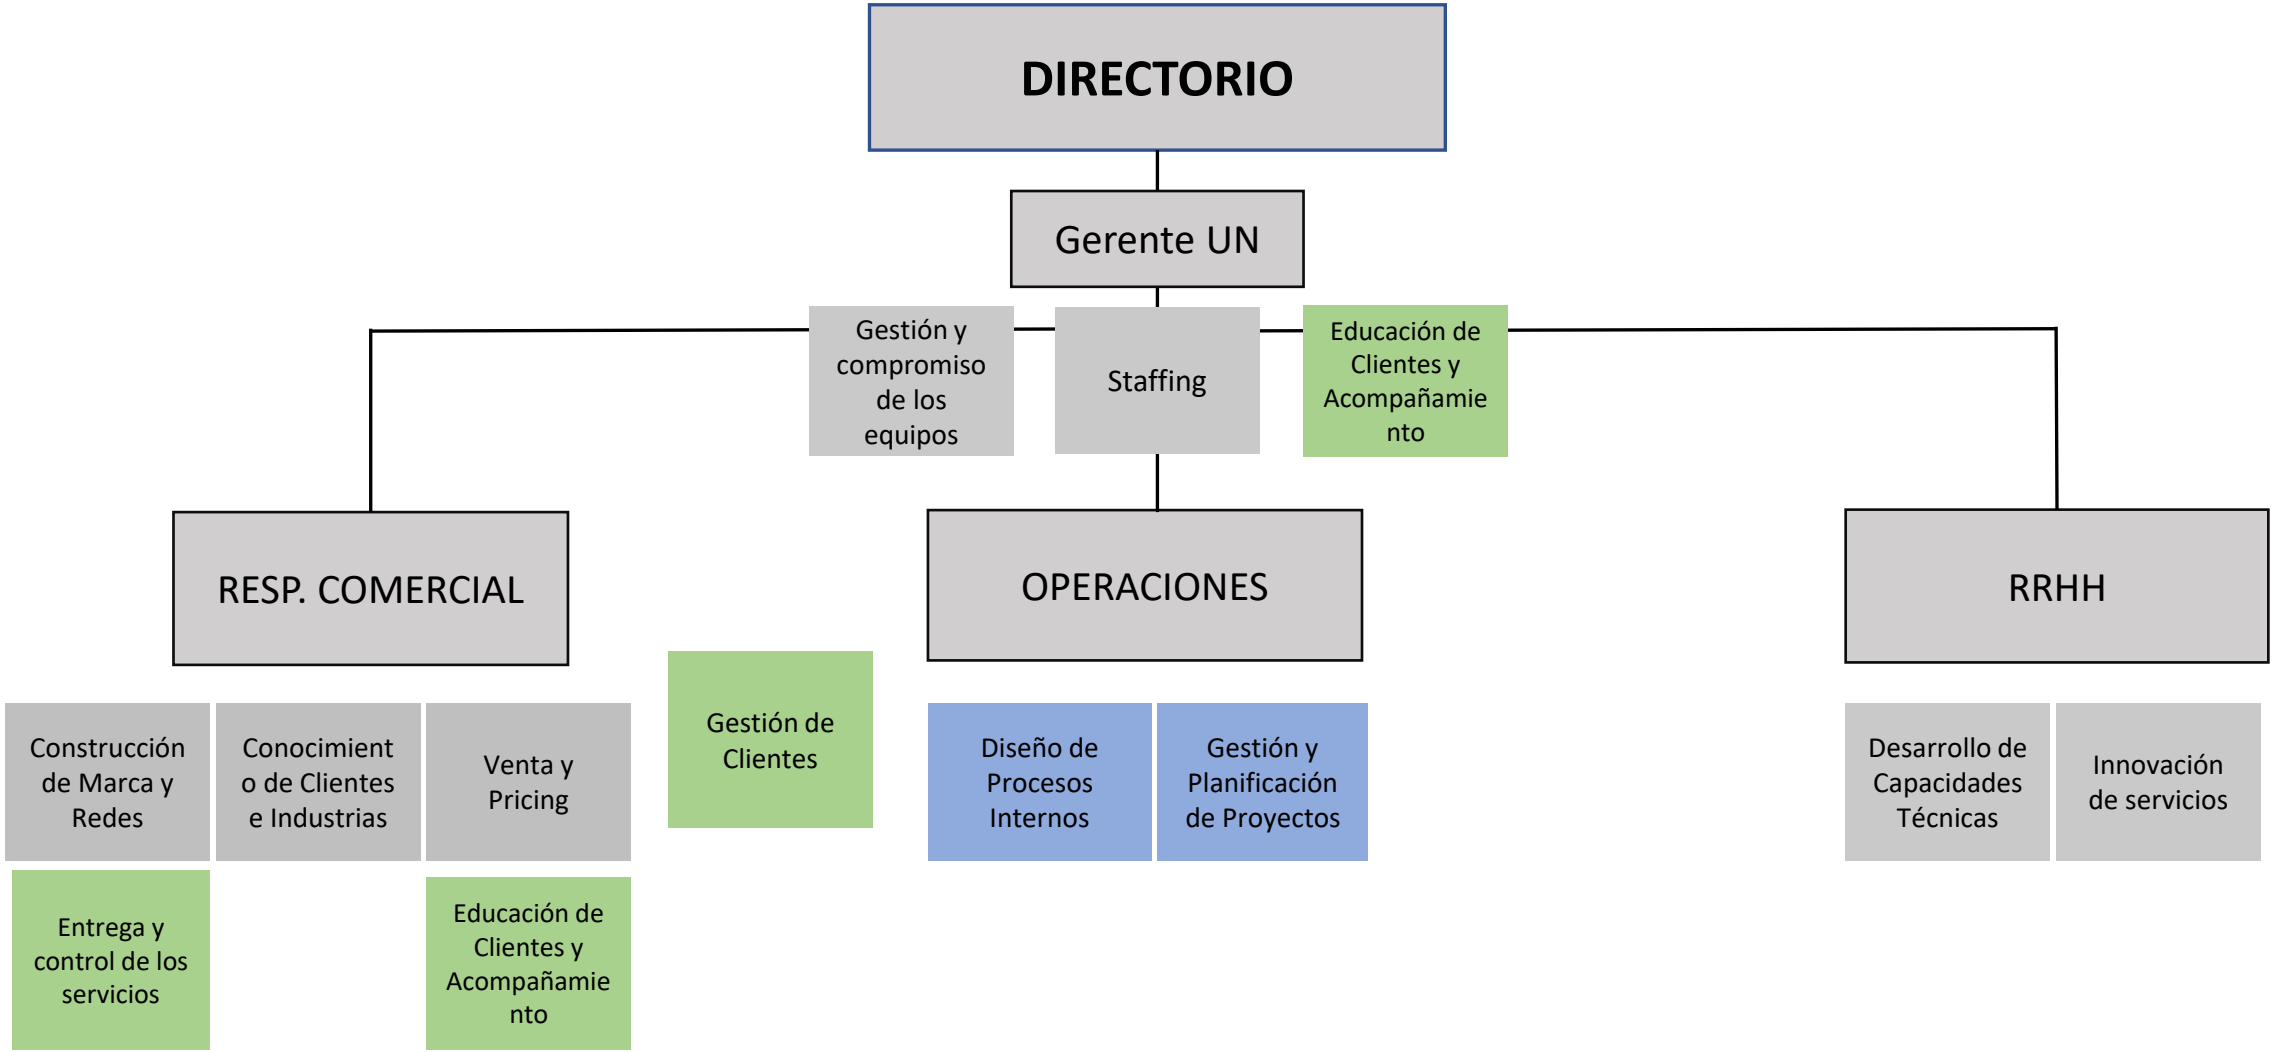 DIRECTORIO
Gerente UN
Gestión y
compromiso
de los
equipos
Staffing
Educación de
Clientes y
Acompañamie
nto
RESP. COMERCIAL
OPERACIONES
RRHH
Construcción
de Marca y
Redes
Conocimient
o de Clientes
e Industrias
Venta y
Pricing
Gestión de
Clientes
Diseño de
Procesos
Internos
Gestión y
Planificación
de Proyectos
Desarrollo de
Capacidades
Técnicas
Innovación
de servicios
Entrega y
control de los
servicios
Educación de
Clientes y
Acompañamie
nto